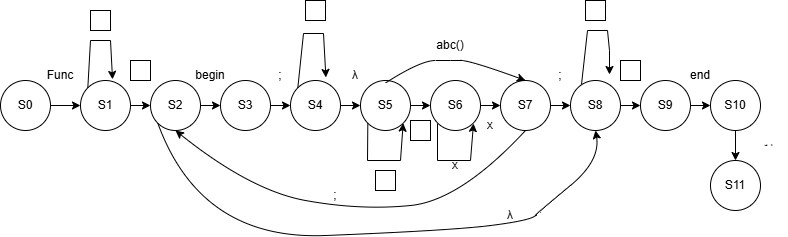 abc()
Func
begin
;
λ
;
end
S0
S1
S2
S3
S4
S5
S6
S7
S8
S9
S10
x
x
S11
;
λ